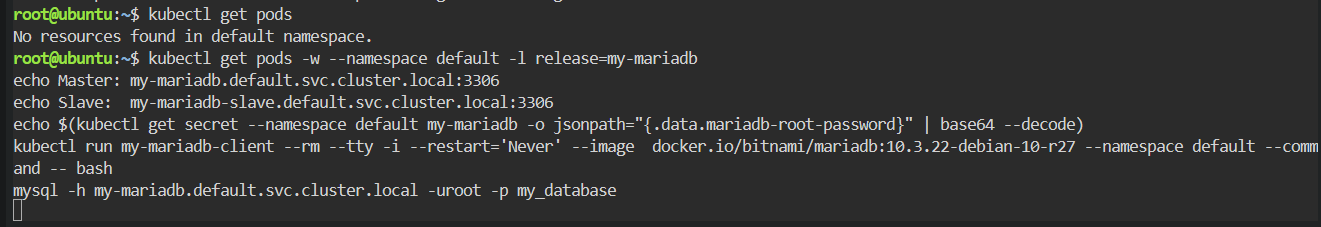 root@ubuntu:~$ kubectl get pods
No resources found in default namespace.
root@ubuntu:~$ kubectl get pods -w --namespace default -l release=my-mariadb
echo Master: my-mariadb.default.svc.cluster.local:3306
echo Slave:  my-mariadb-slave.default.svc.cluster.local:3306
echo $(kubectl get secret --namespace default my-mariadb -o jsonpath="{.data.mariadb-root-password}" | base64 --decode)
kubectl run my-mariadb-client --rm --tty -i --restart='Never' --image  docker.io/bitnami/mariadb:10.3.22-debian-10-r27 --namespace default --comm
and -- bash
mysql -h my-mariadb.default.svc.cluster.local -uroot -p my_database